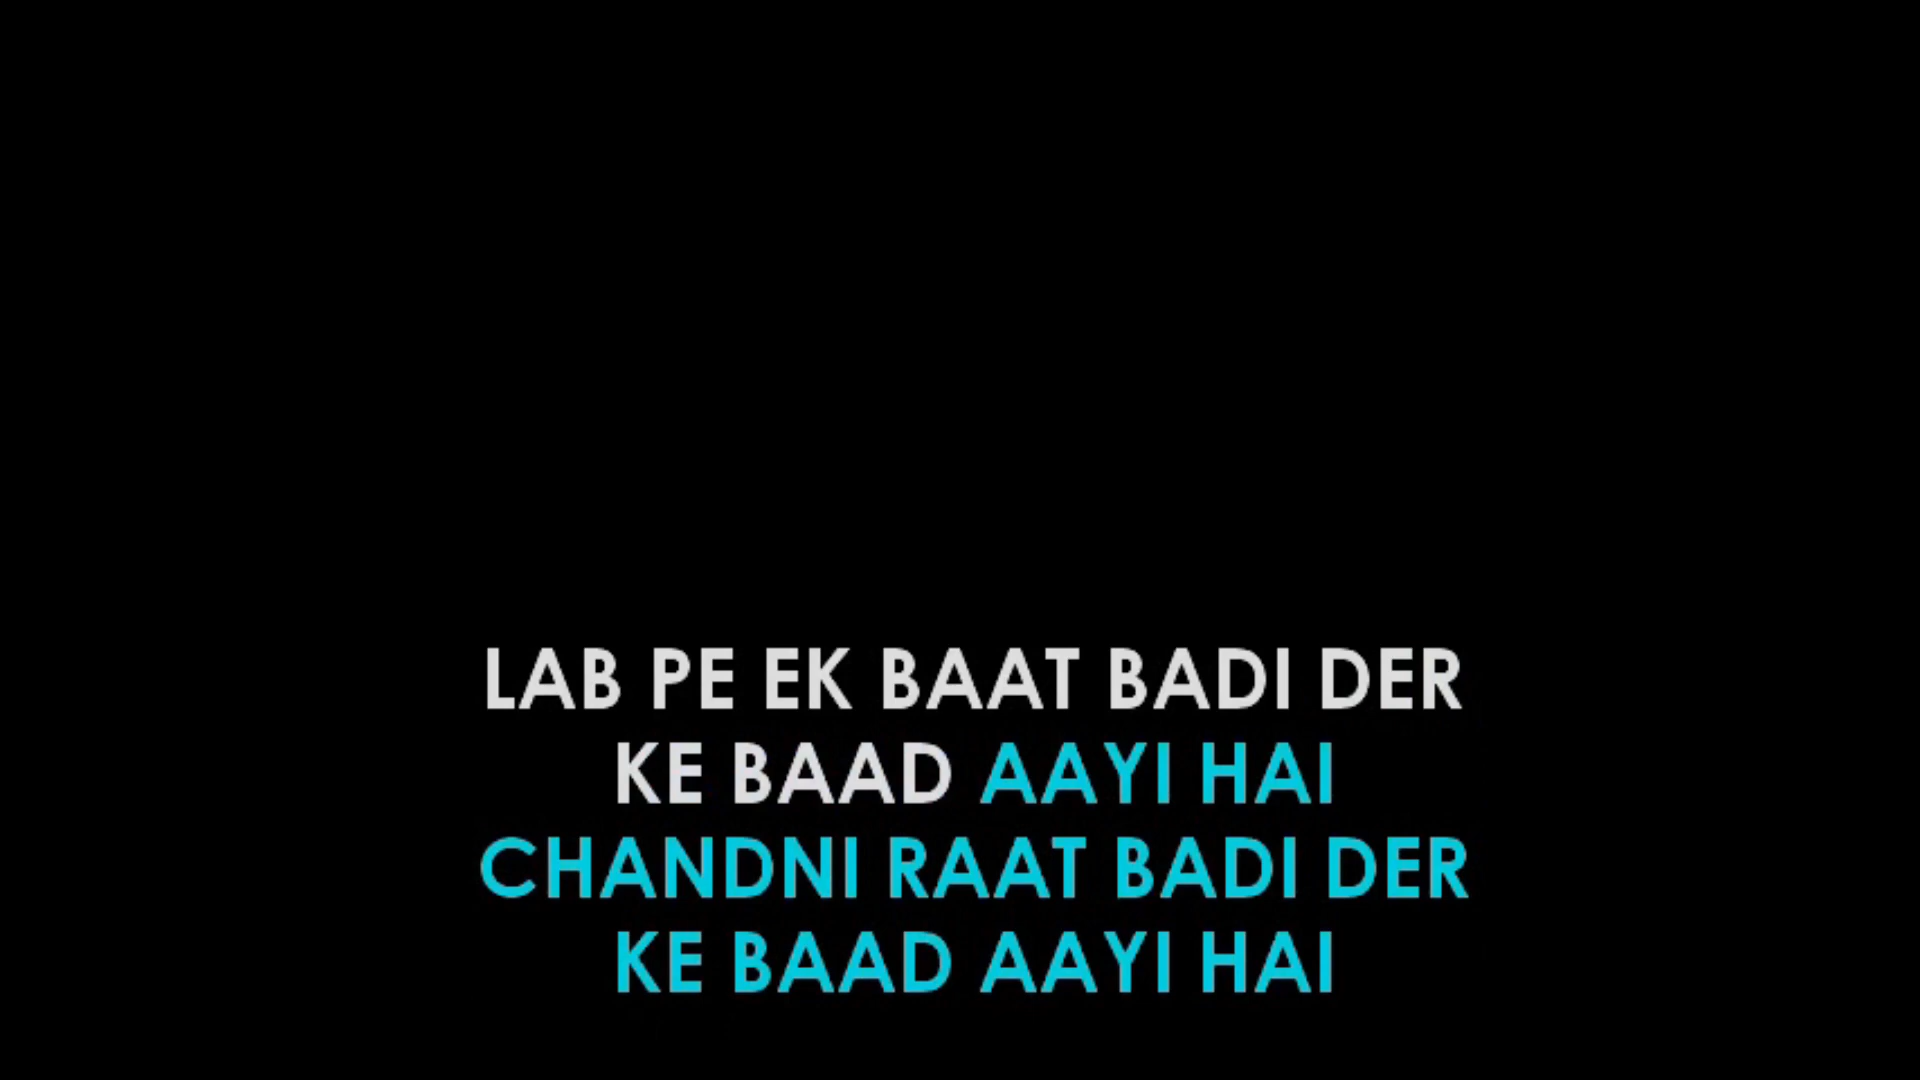 LAB PE EK BAAT BADI DER
KE BAAD AAYI HAI
CHANDNI RAAT BADI DER
KE BAAD AAYI HAI